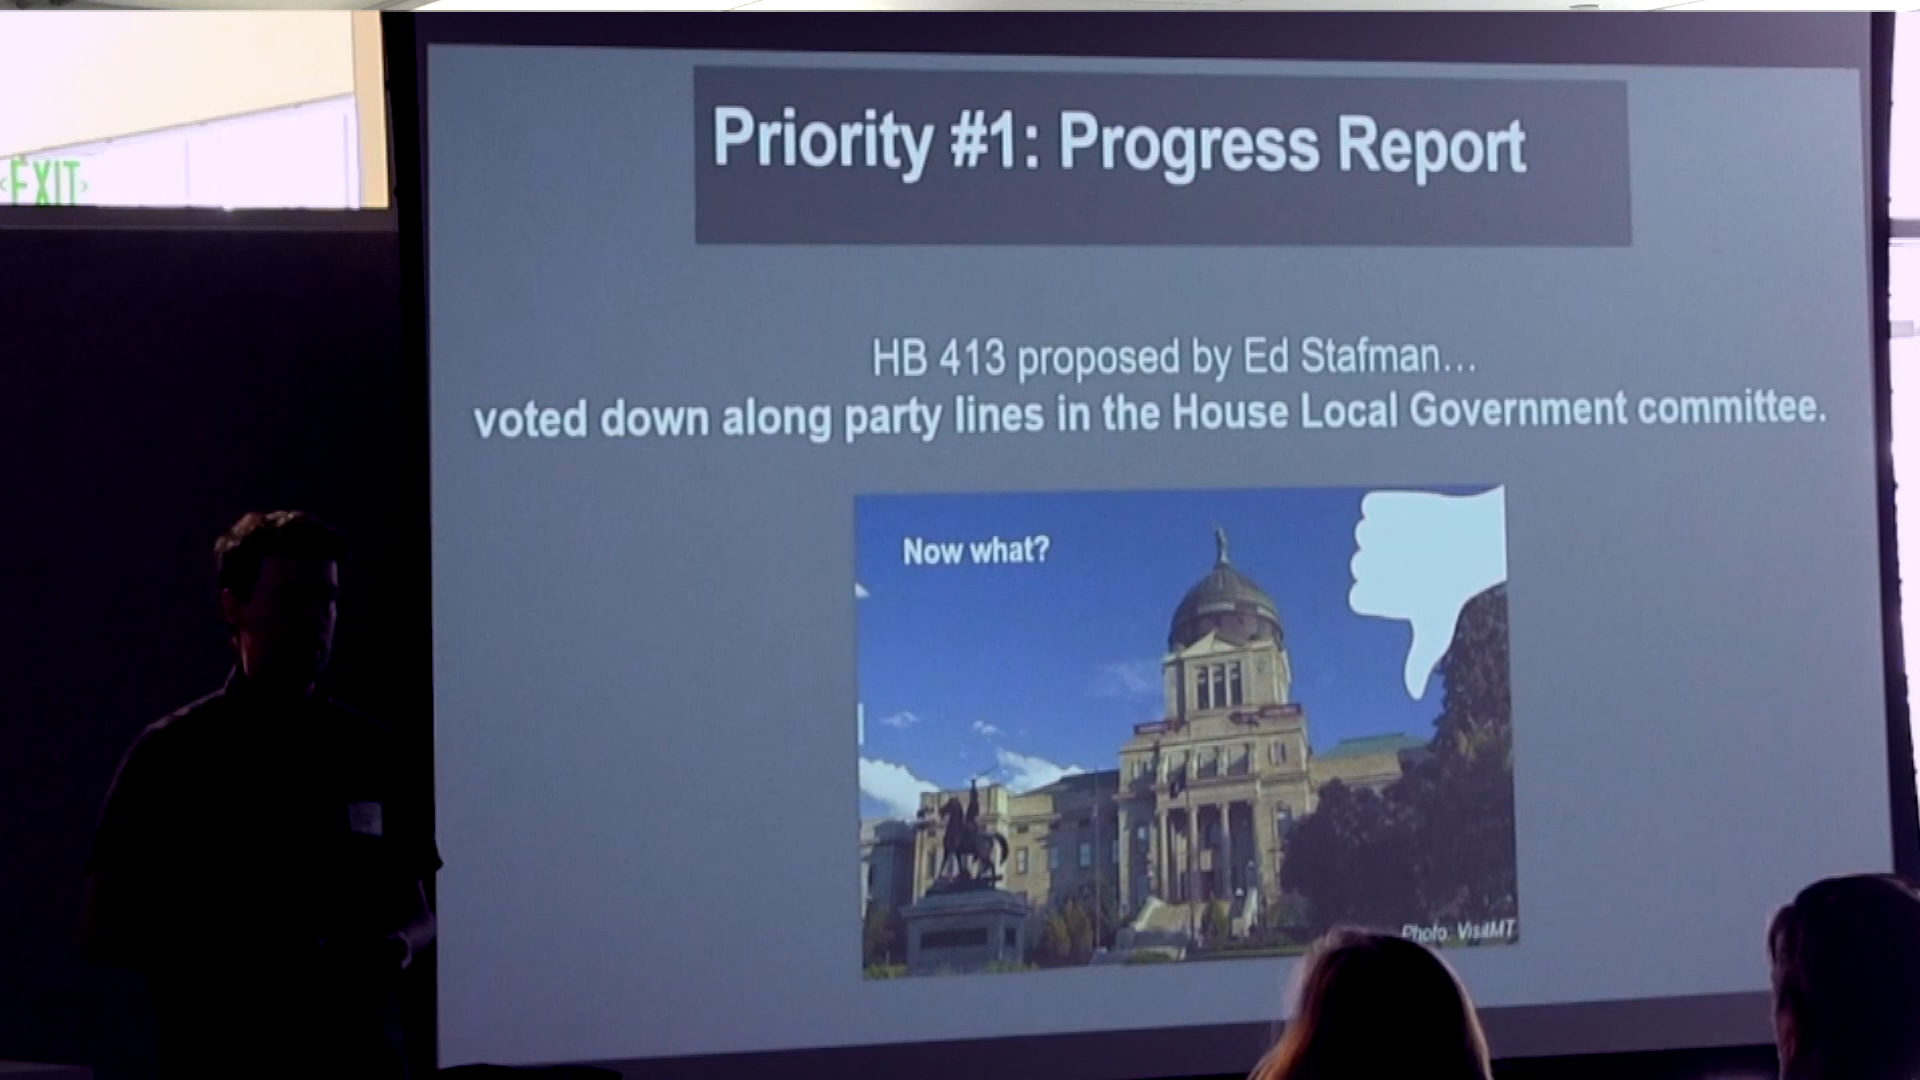 EXIT
Priority #1: Progress Report
HB 413 proposed by Ed Stafman...
voted down along party lines in the House Local Government committee.
Now what?
Photo: VisitMT